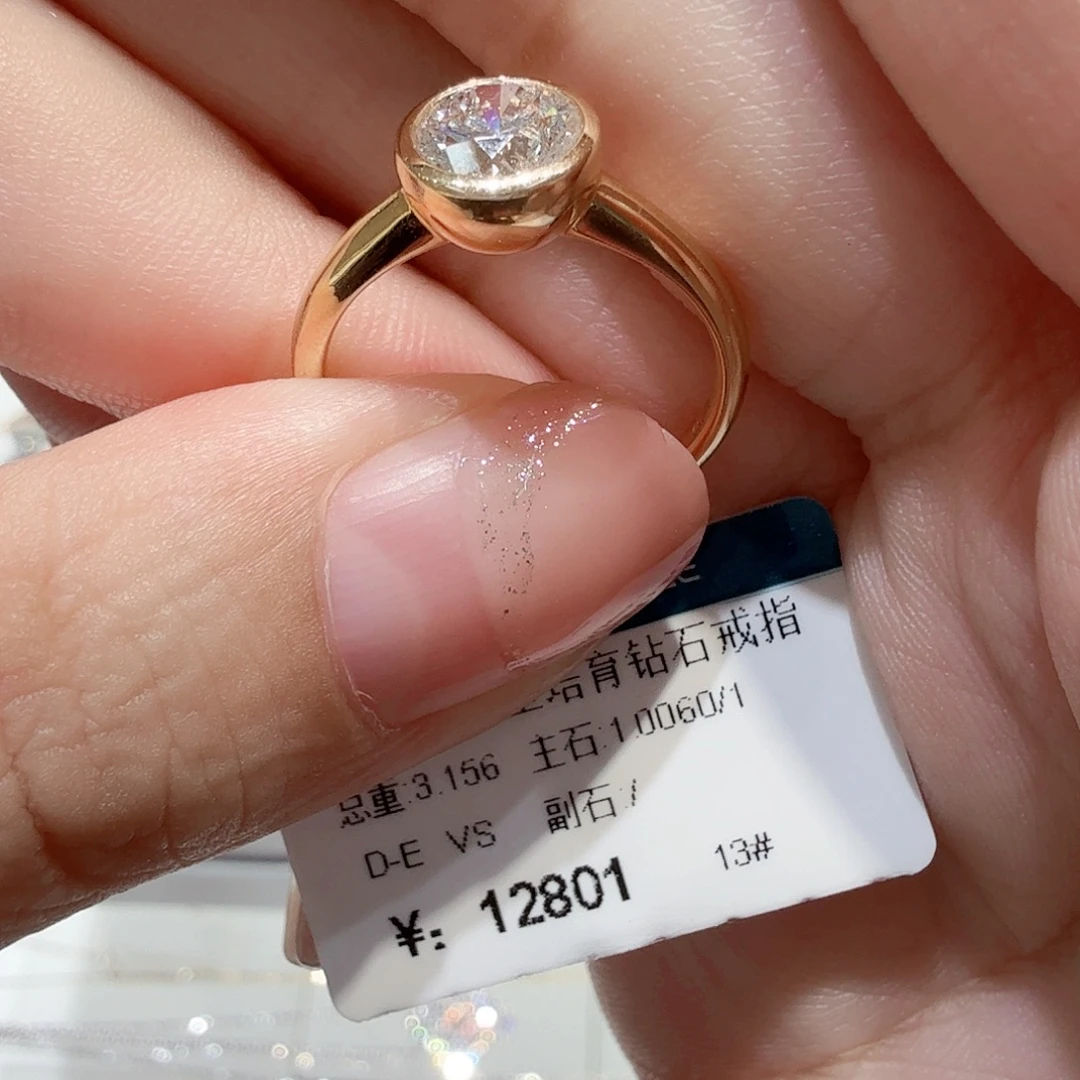 培育钻石戒指
总重:3.156 主石:1.0060/1
D-E VS 副石:/
¥: 12801 13#